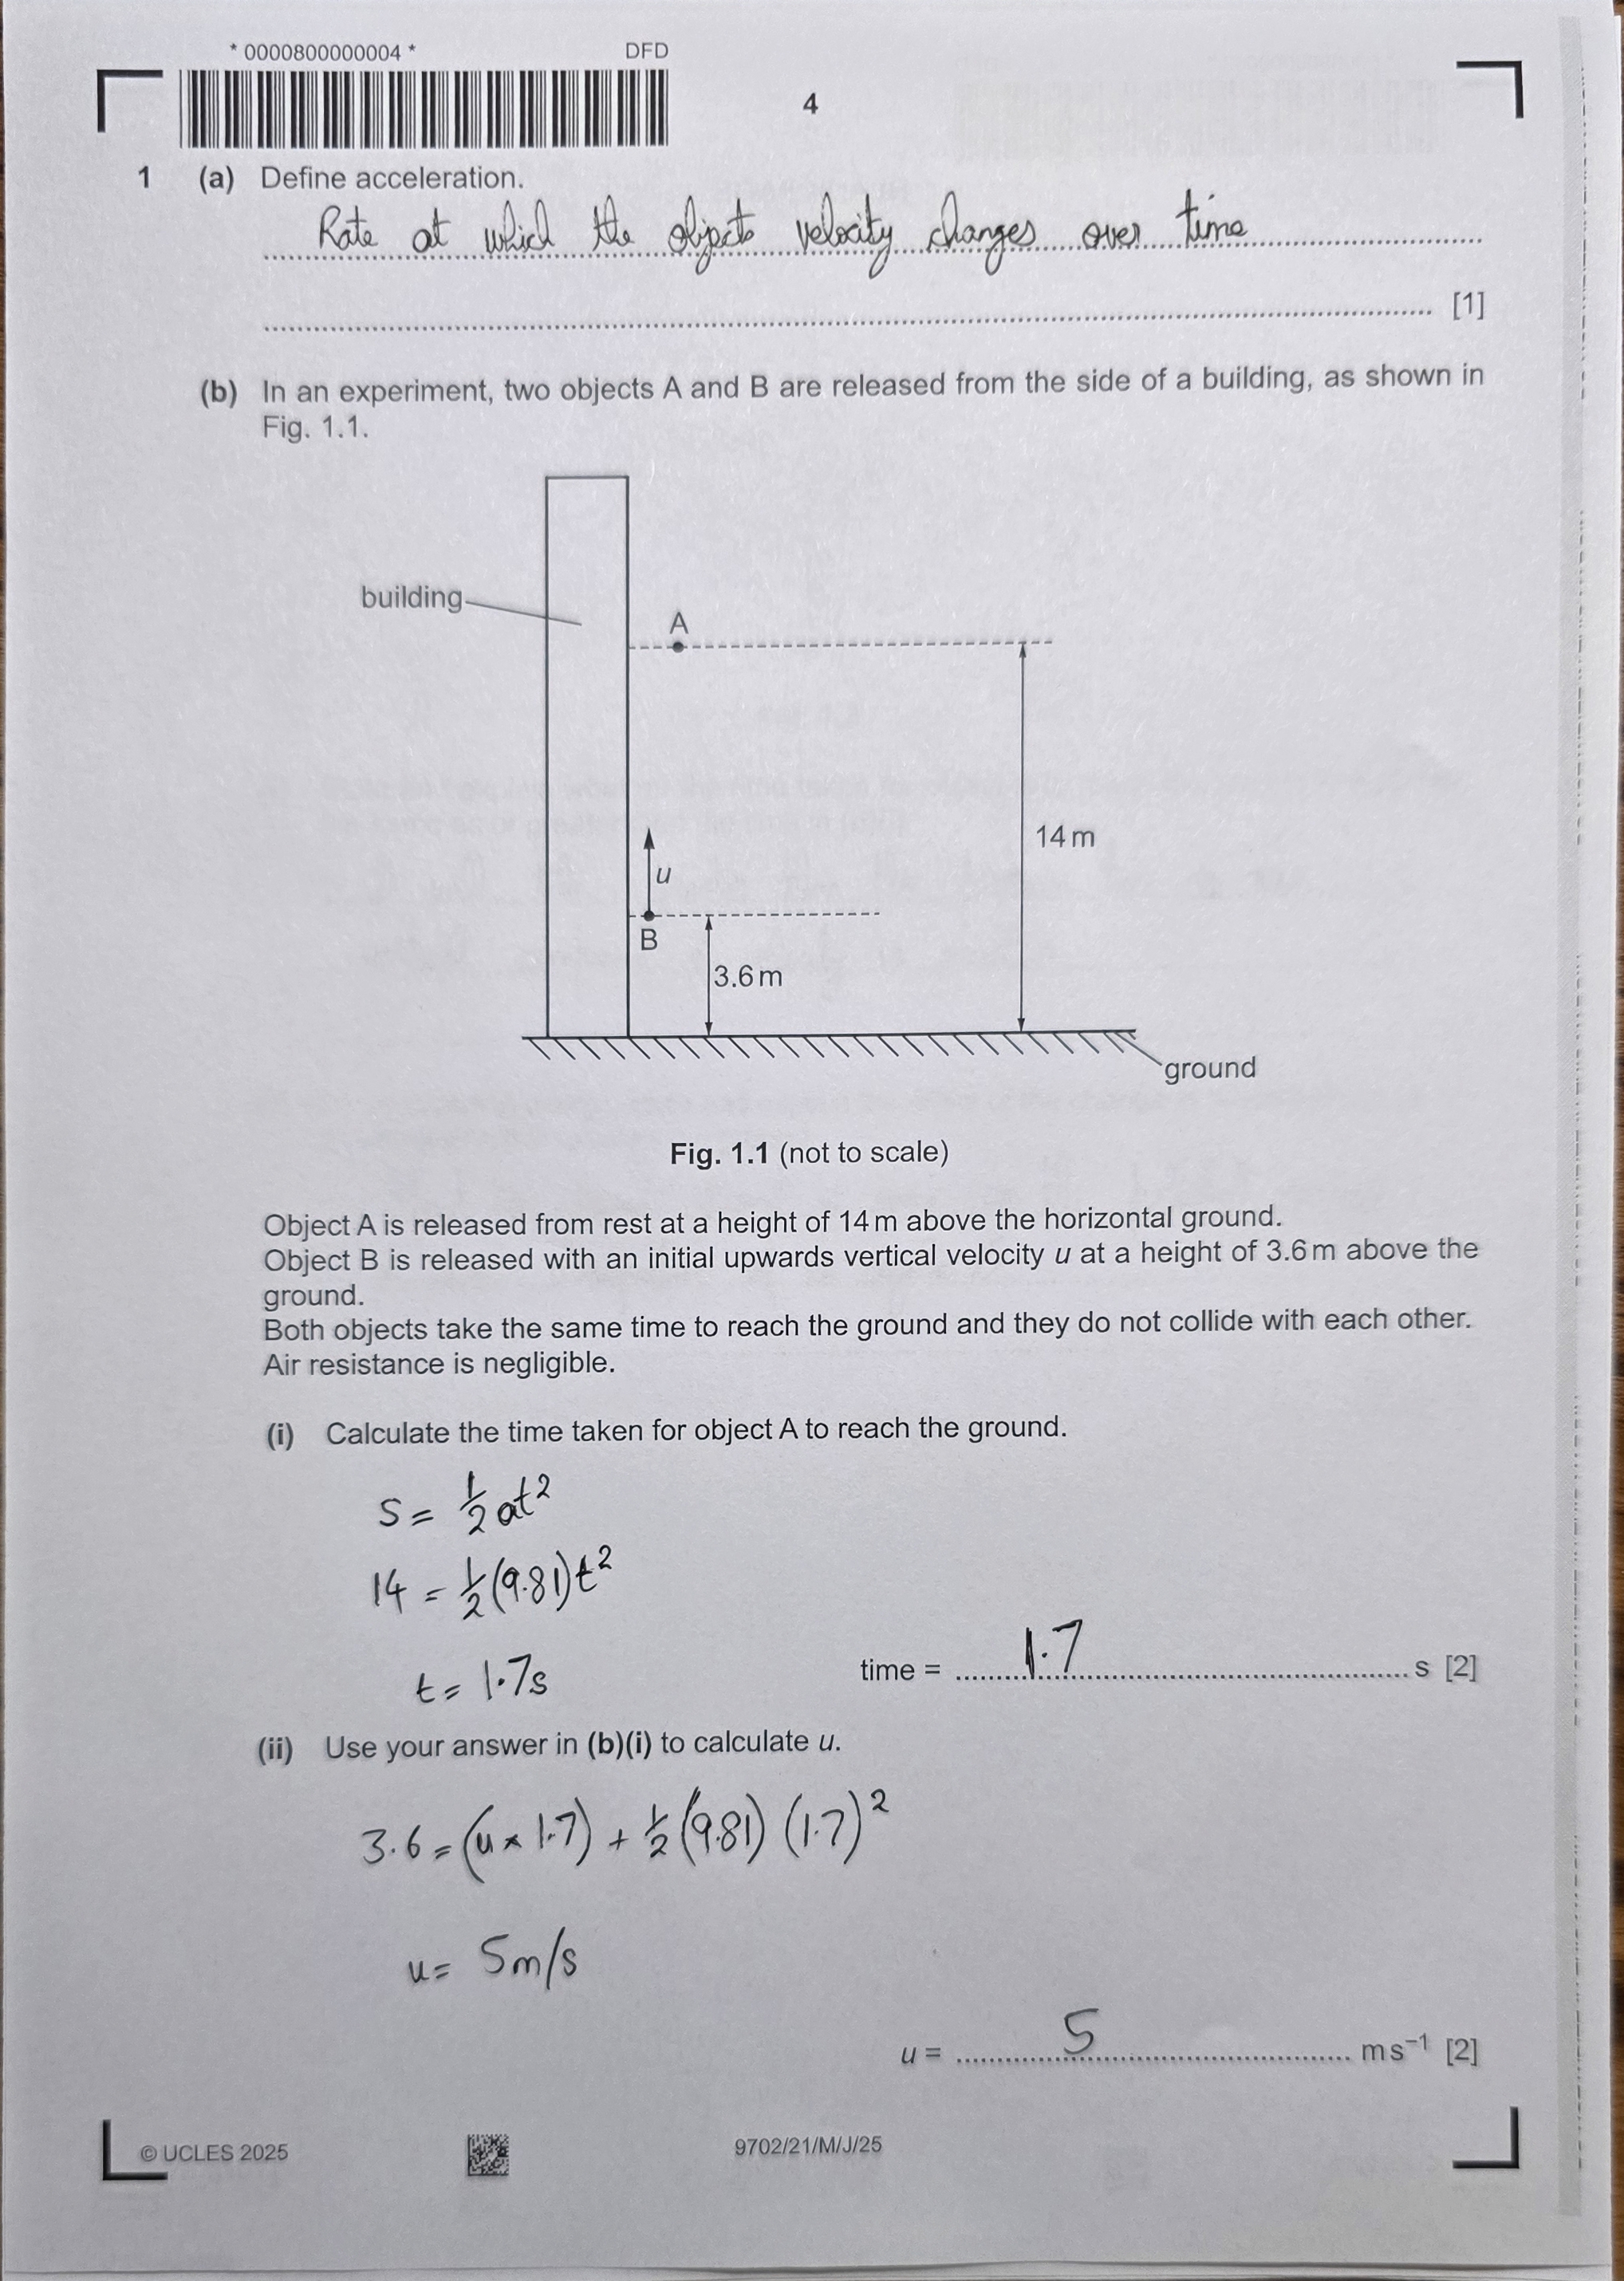 * 0000800000004 *
DFD
4
1 (a) Define acceleration.
Rate at which the objects velocity changes over time
[1]
(b) In an experiment, two objects A and B are released from the side of a building, as shown in
Fig. 1.1.
building
A
14 m
u
B
3.6 m
ground
Fig. 1.1 (not to scale)
Object A is released from rest at a height of 14 m above the horizontal ground.
Object B is released with an initial upwards vertical velocity u at a height of 3.6 m above the
ground.
Both objects take the same time to reach the ground and they do not collide with each other.
Air resistance is negligible.
(i) Calculate the time taken for object A to reach the ground.
S = 1/2 at²
14 = 1/2 (9.81)t²
t = 1.7s
time = 1.7 s [2]
(ii) Use your answer in (b)(i) to calculate u.
3.6 = (u × 1.7) + 1/2 (9.81) (1.7)²
u = 5m/s
u = 5 m s⁻¹ [2]
© UCLES 2025
9702/21/M/J/25